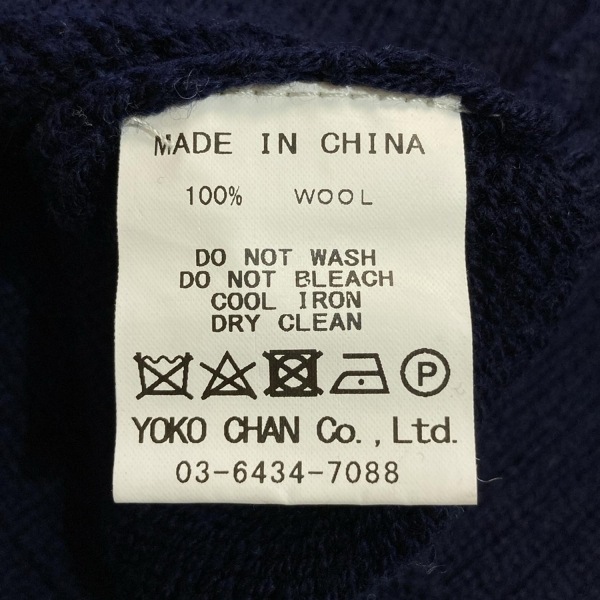 MADE IN CHINA
100% WOOL
DO NOT WASH
DO NOT BLEACH
COOL IRON
DRY CLEAN
P
YOKO CHAN Co.,Ltd.
03-6434-7088